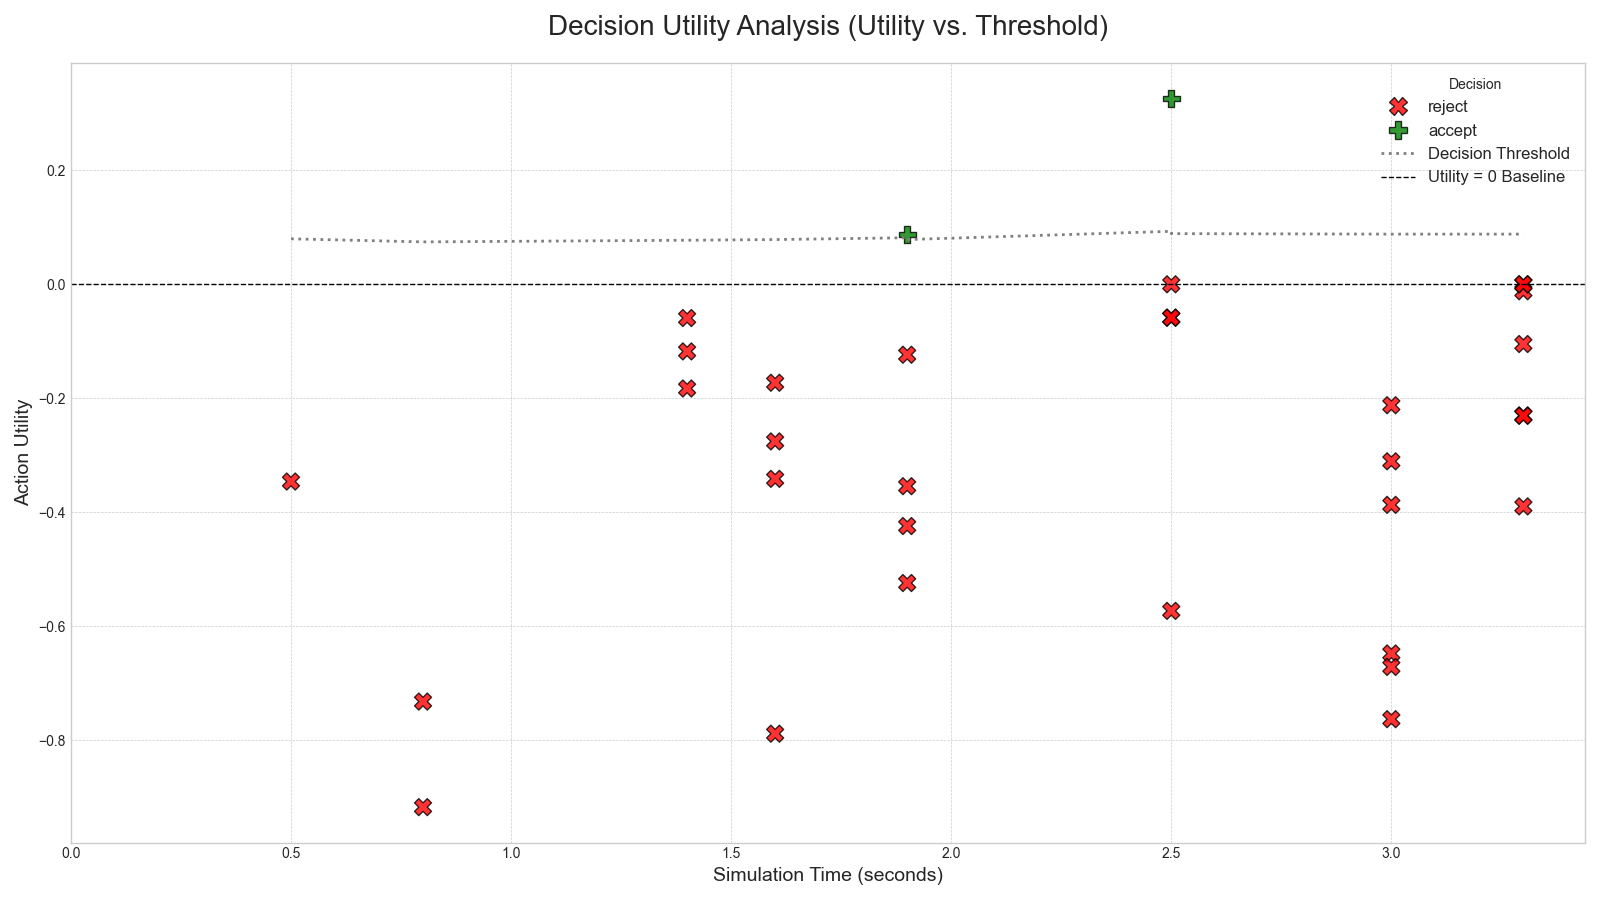 Decision Utility Analysis (Utility vs. Threshold)
Decision
reject
accept
Decision Threshold
Utility = 0 Baseline
Action Utility
0.2
0.0
−0.2
−0.4
−0.6
−0.8
0.0 0.5 1.0 1.5 2.0 2.5 3.0
Simulation Time (seconds)